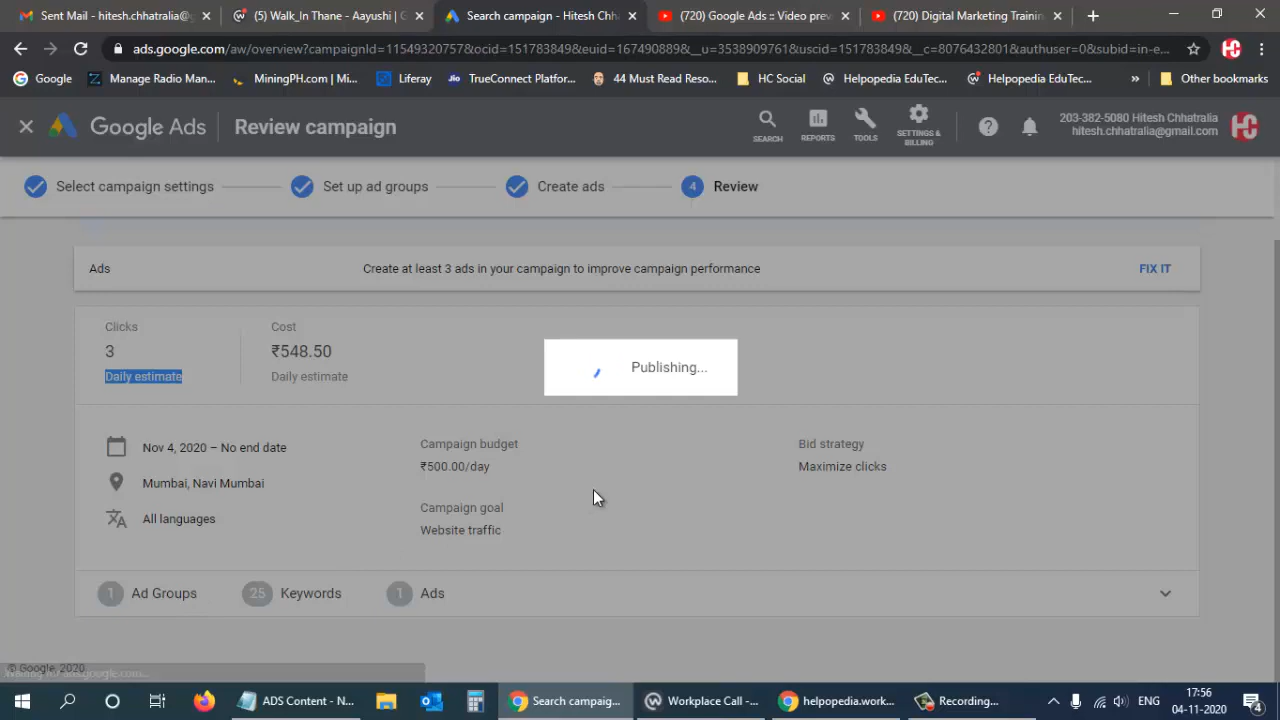 Sent Mail - hitesh.chhatralia@g
(5) Walk_In Thane - Aayushi | G
Search campaign - Hitesh Chh
(720) Google Ads :: Video prev
(720) Digital Marketing Trainin
ads.google.com/aw/overview?campaignId=11549320757&ocid=151783849&euid=167490889&__u=3538909761&uscid=151783849&__c=8076432801&authuser=0&subid=in-e...
Google
Manage Radio Man...
MiningPH.com | Mi...
Liferay
Jio TrueConnect Platfor...
44 Must Read Reso...
HC Social
Helpopedia EduTec...
Helpopedia EduTec...
»
Other bookmarks
Google Ads
Review campaign
SEARCH
REPORTS
TOOLS
SETTINGS &
BILLING
203-382-5080 Hitesh Chhatralia
hitesh.chhatralia@gmail.com
Select campaign settings
Set up ad groups
Create ads
4 Review
Ads
Create at least 3 ads in your campaign to improve campaign performance
FIX IT
Clicks
3
Daily estimate
Cost
₹548.50
Daily estimate
Publishing...
Nov 4, 2020 – No end date
Mumbai, Navi Mumbai
All languages
Campaign budget
₹500.00/day
Campaign goal
Website traffic
Bid strategy
Maximize clicks
1 Ad Groups
25 Keywords
1 Ads
© Google, 2020
ADS Content - N...
Search campaig...
Workplace Call -...
helpopedia.work...
Recording...
ENG
17:56
04-11-2020
4